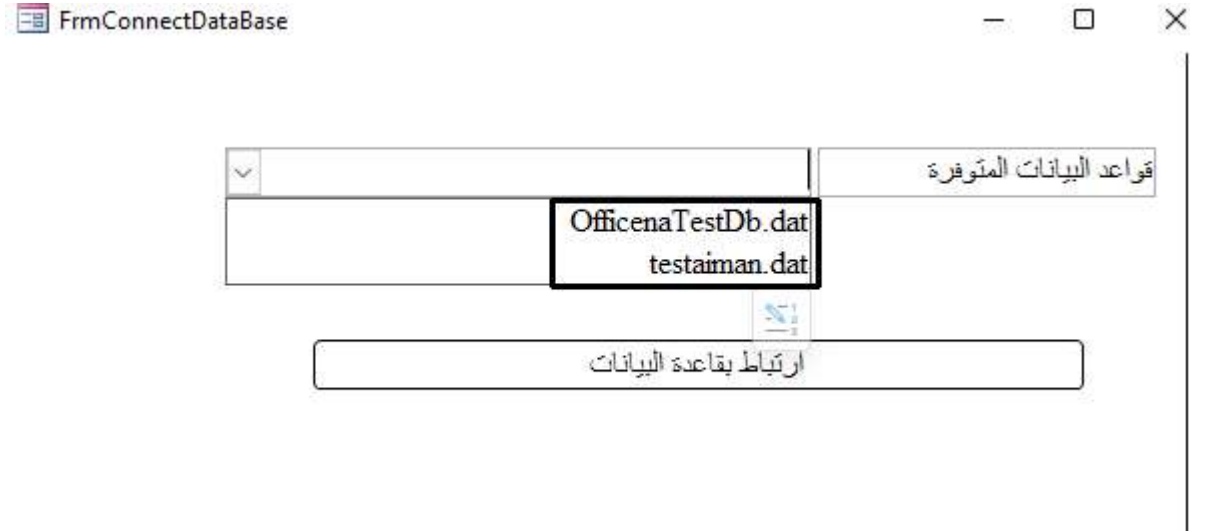 FrmConnectDataBase
قواعد البيانات المتوفرة
OfficenaTestDb.dat
testaiman.dat
ارتباط بقاعدة البيانات